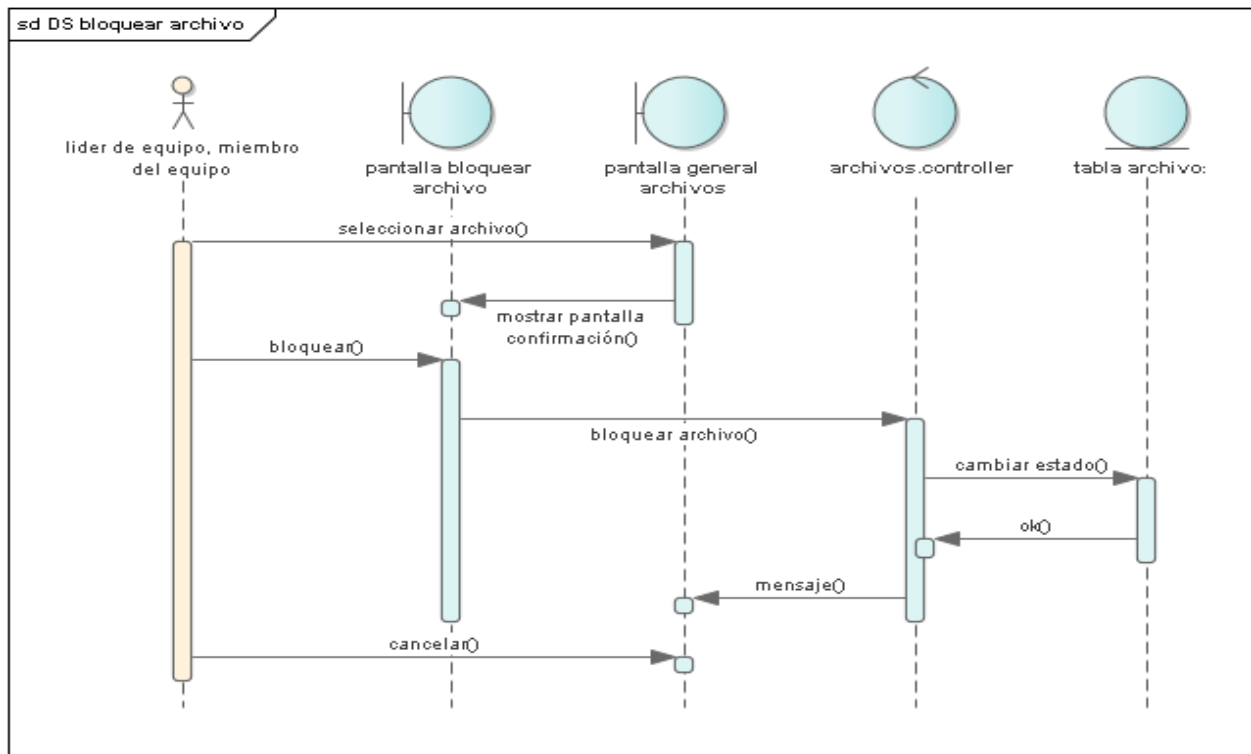 sd DS bloquear archivo
lider de equipo, miembro
del equipo
pantalla bloquear
archivo
pantalla general
archivos
archivos.controller
tabla archivo:
seleccionar archivo()
mostrar pantalla
confirmación()
bloquear()
bloquear archivo()
cambiar estado()
ok()
mensaje()
cancelar()